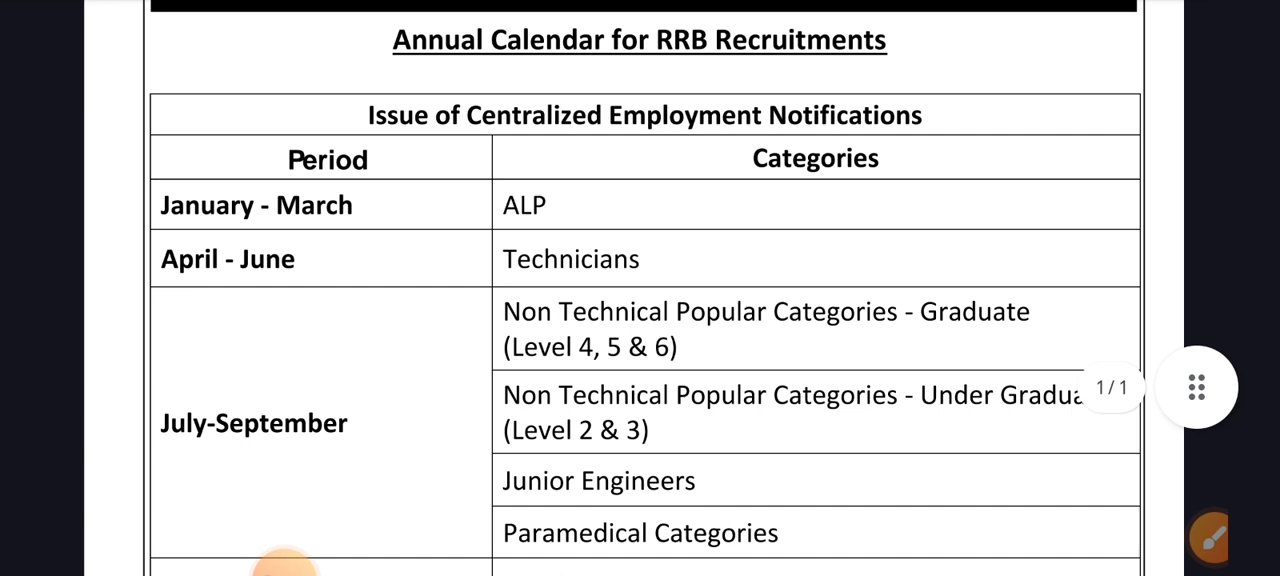 Annual Calendar for RRB Recruitments
Issue of Centralized Employment Notifications
Period Categories
January - March ALP
April - June Technicians
July-September
Non Technical Popular Categories - Graduate
(Level 4, 5 & 6)
Non Technical Popular Categories - Under Gradua
(Level 2 & 3)
Junior Engineers
Paramedical Categories
1/1